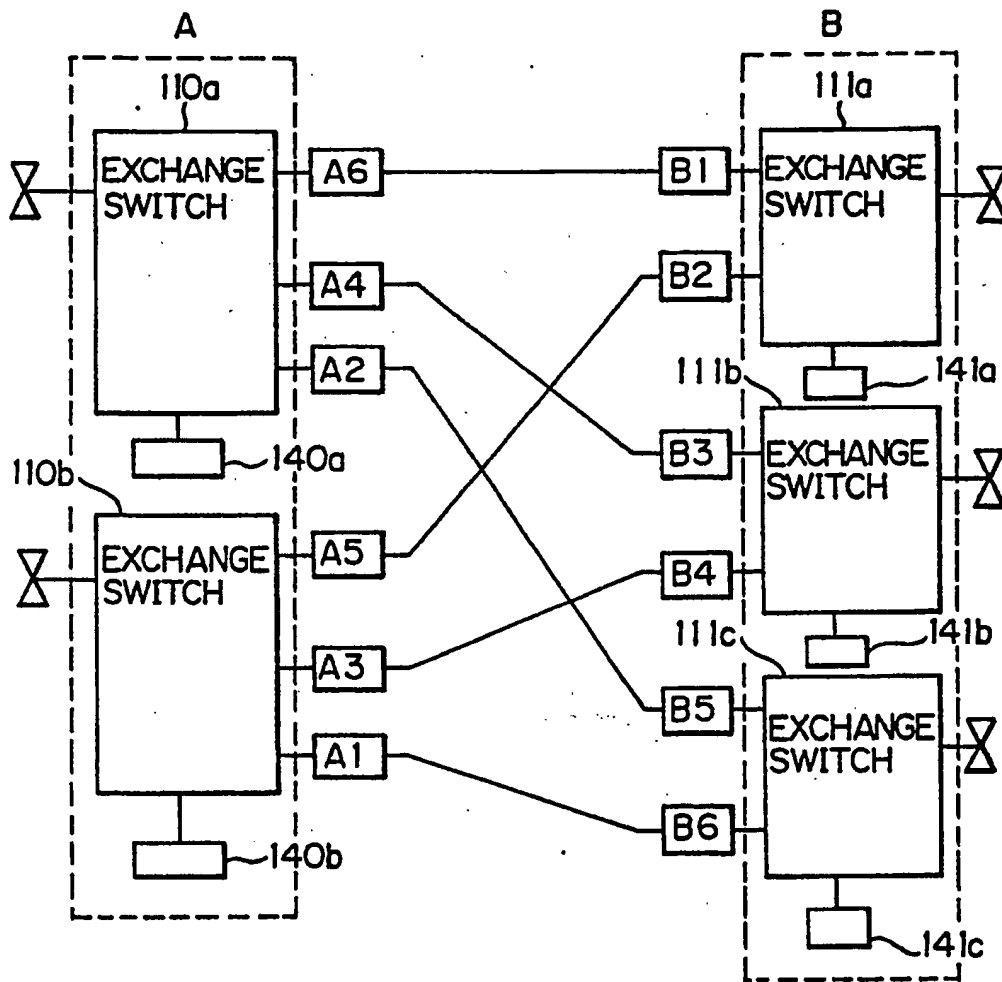 A
B
110a
111a
EXCHANGE
SWITCH
A6
B1
EXCHANGE
SWITCH
A4
B2
A2
111b
141a
140a
B3
EXCHANGE
SWITCH
110b
EXCHANGE
SWITCH
A5
B4
111c
141b
A3
B5
EXCHANGE
SWITCH
A1
B6
140b
141c